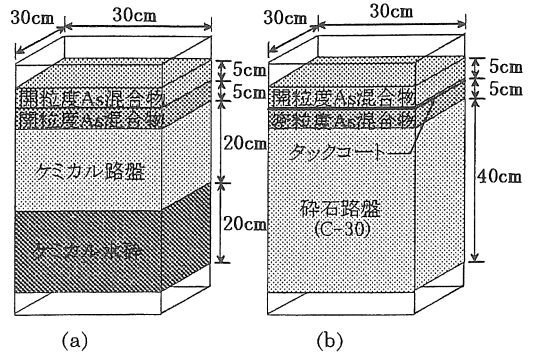 30cm
30cm
5cm
5cm
開粒度As混合物
開粒度As混合物
ケミカル路盤
20cm
20cm
ケミカル水砕
(a)
30cm
30cm
5cm
5cm
開粒度As混合物
密粒度As混合物
タックコート
40cm
砕石路盤
(C-30)
(b)